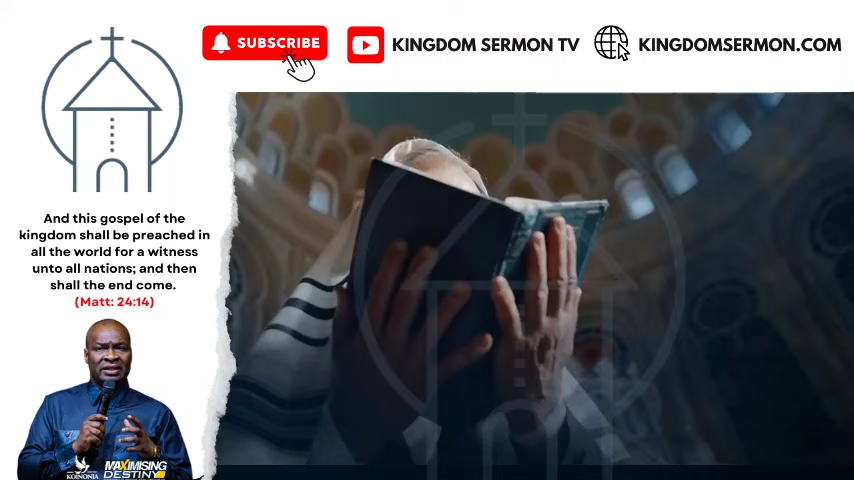 SUBSCRIBE
KINGDOM SERMON TV
KINGDOMSERMON.COM
And this gospel of the
kingdom shall be preached in
all the world for a witness
unto all nations; and then
shall the end come.
(Matt: 24:14)
KOINONIA
MAXIMISING
DESTINY